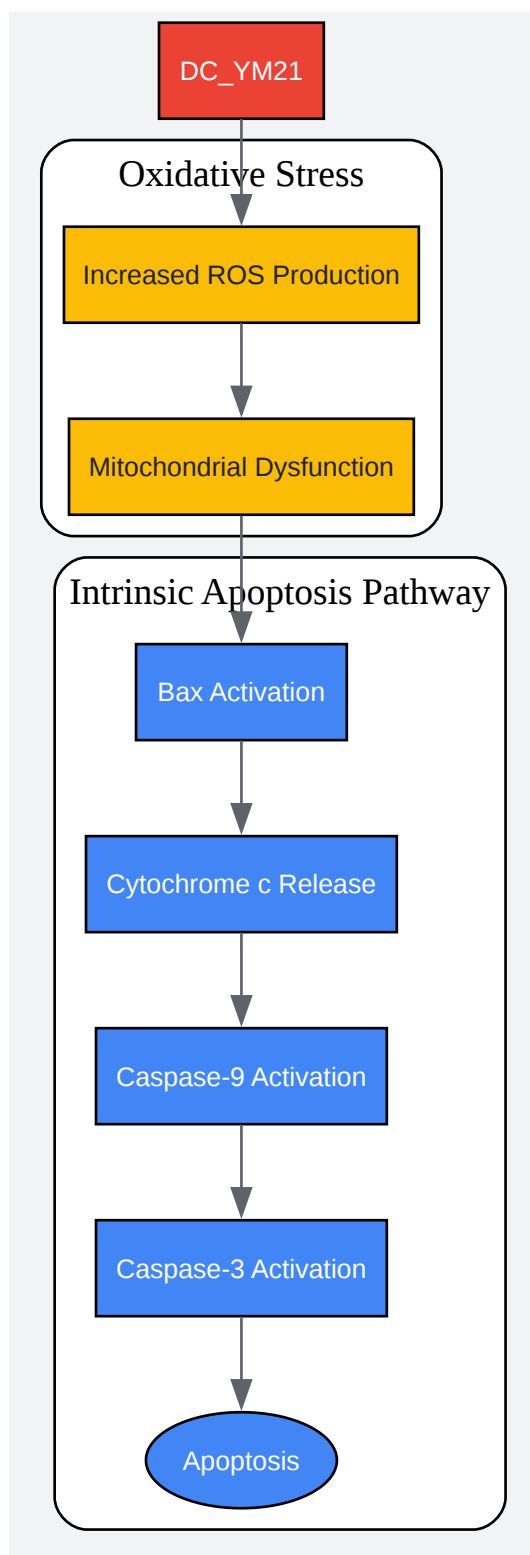 DC_YM21
Oxidative Stress
Increased ROS Production
Mitochondrial Dysfunction
Intrinsic Apoptosis Pathway
Bax Activation
Cytochrome c Release
Caspase-9 Activation
Caspase-3 Activation
Apoptosis